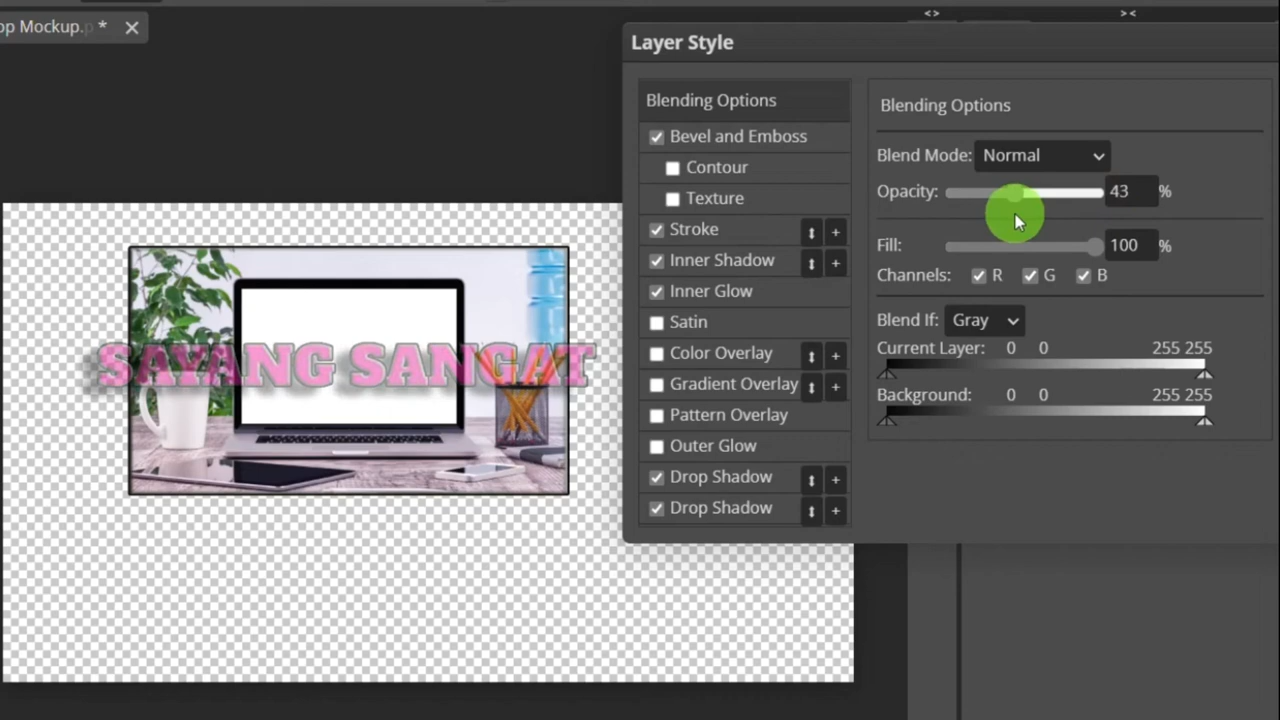 op Mockup.p *
Layer Style
Blending Options
Bevel and Emboss
Contour
Texture
Stroke
Inner Shadow
Inner Glow
Satin
Color Overlay
Gradient Overlay
Pattern Overlay
Outer Glow
Drop Shadow
Drop Shadow
Blending Options
Blend Mode: Normal
Opacity: 43 %
Fill: 100 %
Channels: R G B
Blend If: Gray
Current Layer: 0 0 255 255
Background: 0 0 255 255
SAYANG SANGAT